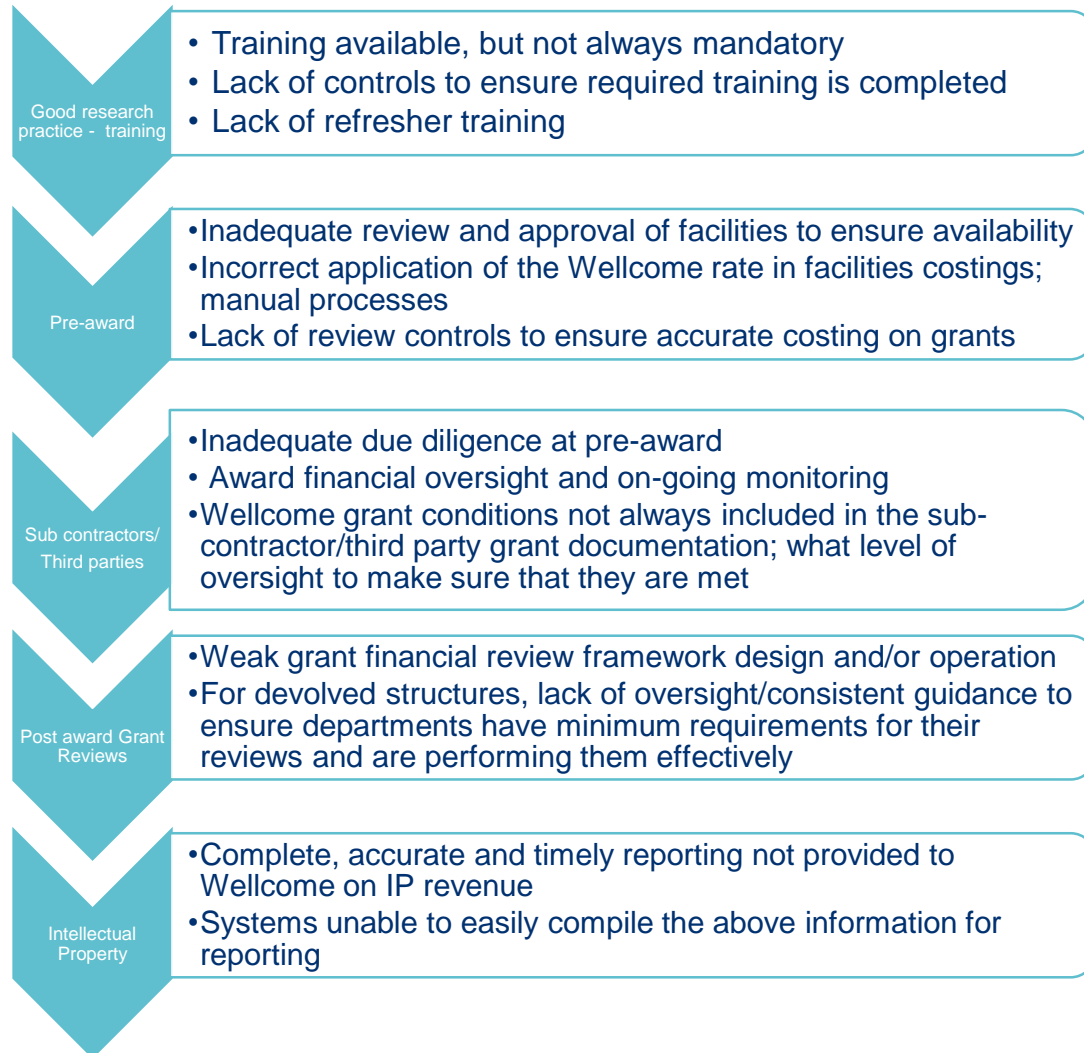 Good research
practice -  training
• Training available, but not always mandatory
• Lack of controls to ensure required training is completed
• Lack of refresher training
Pre-award
•Inadequate review and approval of facilities to ensure availability
•Incorrect application of the Wellcome rate in facilities costings;
manual processes
•Lack of review controls to ensure accurate costing on grants
Sub contractors/
Third parties
•Inadequate due diligence at pre-award
• Award financial oversight and on-going monitoring
•Wellcome grant conditions not always included in the sub-
contractor/third party grant documentation; what level of
oversight to make sure that they are met
Post award Grant
Reviews
•Weak grant financial review framework design and/or operation
•For devolved structures, lack of oversight/consistent guidance to
ensure departments have minimum requirements for their
reviews and are performing them effectively
Intellectual
Property
•Complete, accurate and timely reporting not provided to
Wellcome on IP revenue
•Systems unable to easily compile the above information for
reporting